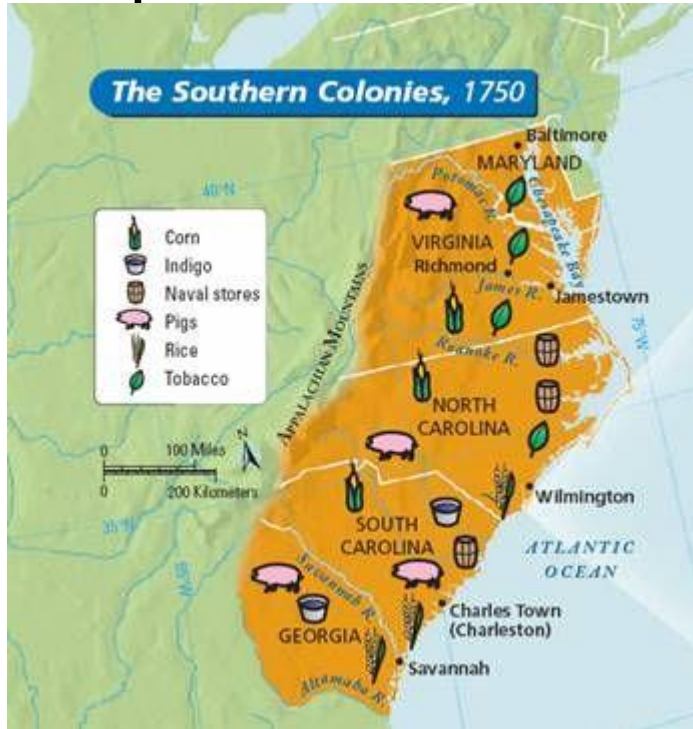 The Southern Colonies, 1750
Baltimore
MARYLAND
40°N
Potomac R.
Chesapeake Bay
Corn
Indigo
Naval stores
Pigs
Rice
Tobacco
VIRGINIA
Richmond
James R.
Jamestown
75°W
APPALACHIAN MOUNTAINS
Roanoke R.
NORTH
CAROLINA
0 100 Miles
0 200 Kilometers
N
Wilmington
35°N
SOUTH
CAROLINA
ATLANTIC
OCEAN
85°W
Savannah R.
Charles Town
(Charleston)
GEORGIA
Savannah
Altamaha R.